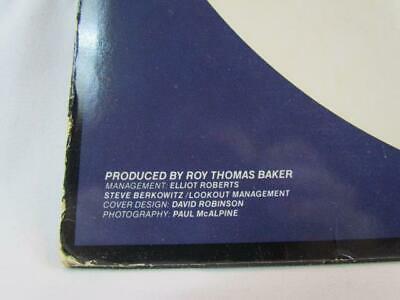 PRODUCED BY ROY THOMAS BAKER
MANAGEMENT: ELLIOT ROBERTS
STEVE BERKOWITZ/LOOKOUT MANAGEMENT
COVER DESIGN: DAVID ROBINSON
PHOTOGRAPHY: PAUL McALPINE